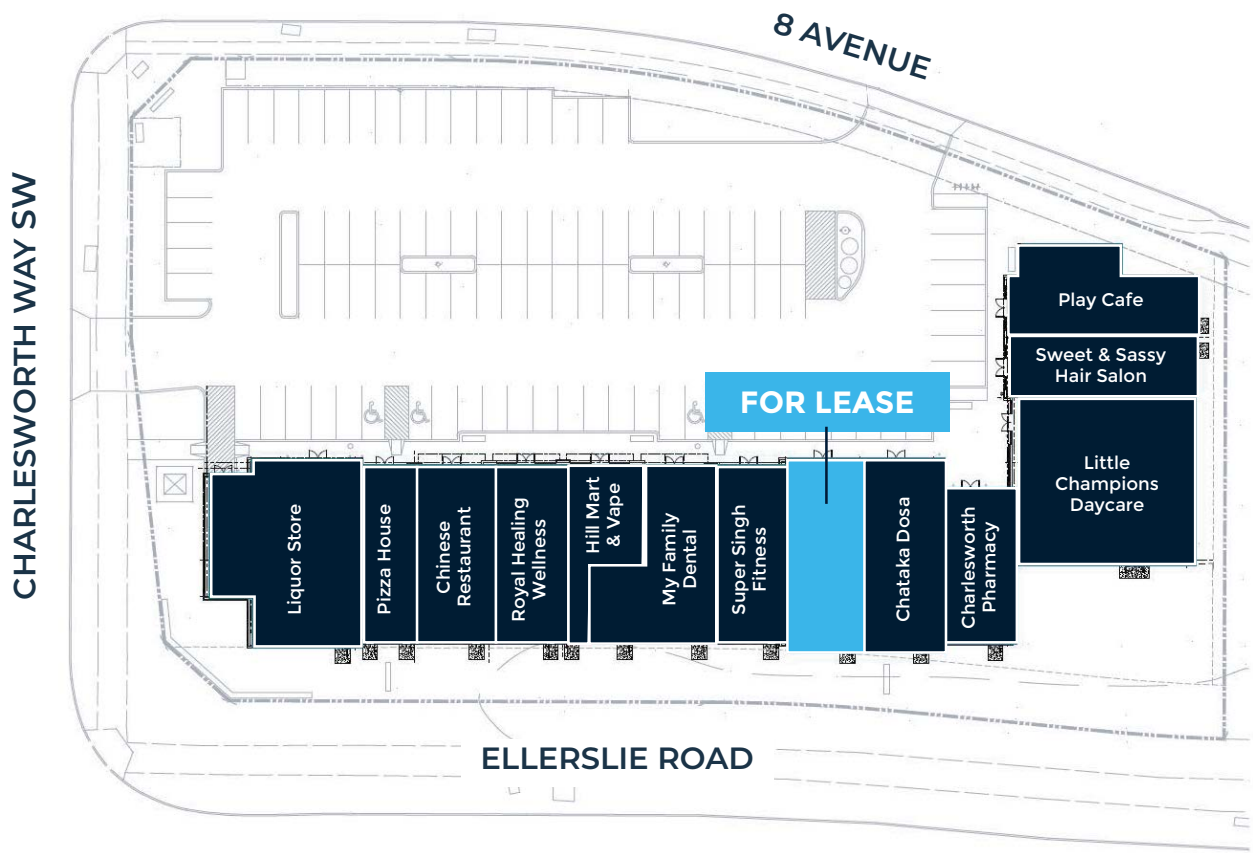 8 AVENUE
CHARLESWORTH WAY SW
Play Cafe
Sweet & Sassy
Hair Salon
FOR LEASE
Little
Champions
Daycare
Liquor Store
Pizza House
Chinese
Restaurant
Royal Healing
Wellness
Hill Mart
& Vape
My Family
Dental
Super Singh
Fitness
Chataka Dosa
Charlesworth
Pharmacy
ELLERSLIE ROAD